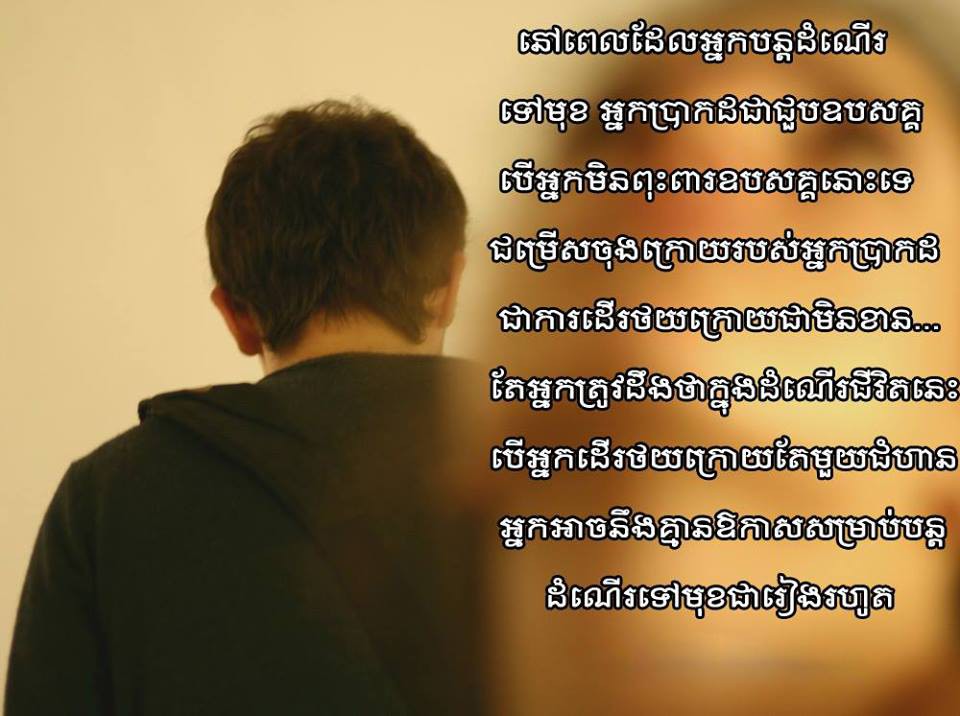 នៅពេលដែលអ្នកបន្តដំណើរ
ទៅមុខ អ្នកប្រាកដជាជួបឧបសគ្គ
បើអ្នកមិនពុះពារឧបសគ្គនោះទេ
ជម្រើសចុងក្រោយរបស់អ្នកប្រាកដ
ជាការដើរថយក្រោយជាមិនខាន...
តែអ្នកត្រូវដឹងថាក្នុងដំណើរជីវិតនេះ
បើអ្នកដើរថយក្រោយតែមួយជំហាន
អ្នកអាចនឹងគ្មានឱកាសសម្រាប់បន្ត
ដំណើរទៅមុខជារៀងរហូត